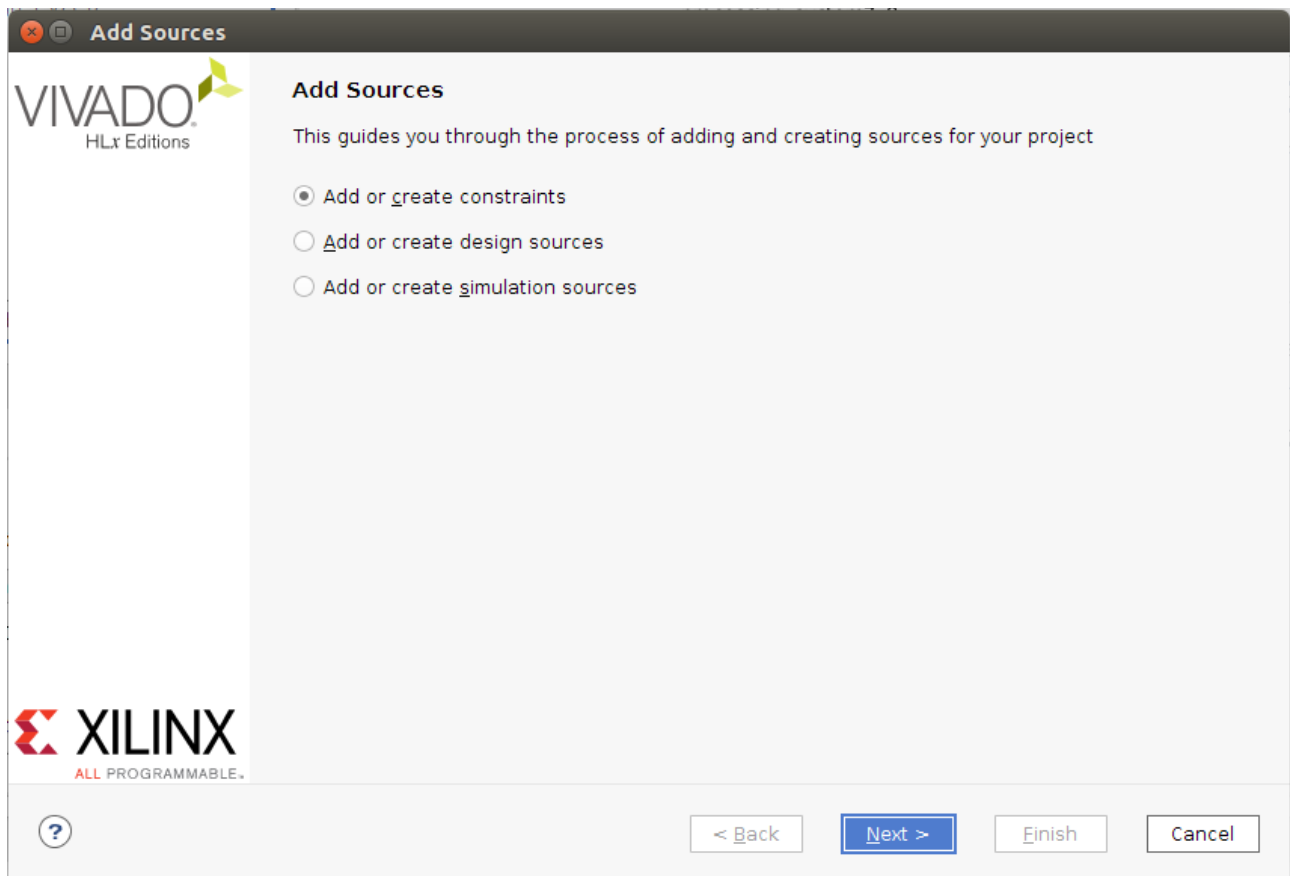 Add Sources
VIVADO
HLx Editions
Add Sources
This guides you through the process of adding and creating sources for your project
Add or create constraints
Add or create design sources
Add or create simulation sources
XILINX
ALL PROGRAMMABLE™
?
< Back
Next >
Finish
Cancel